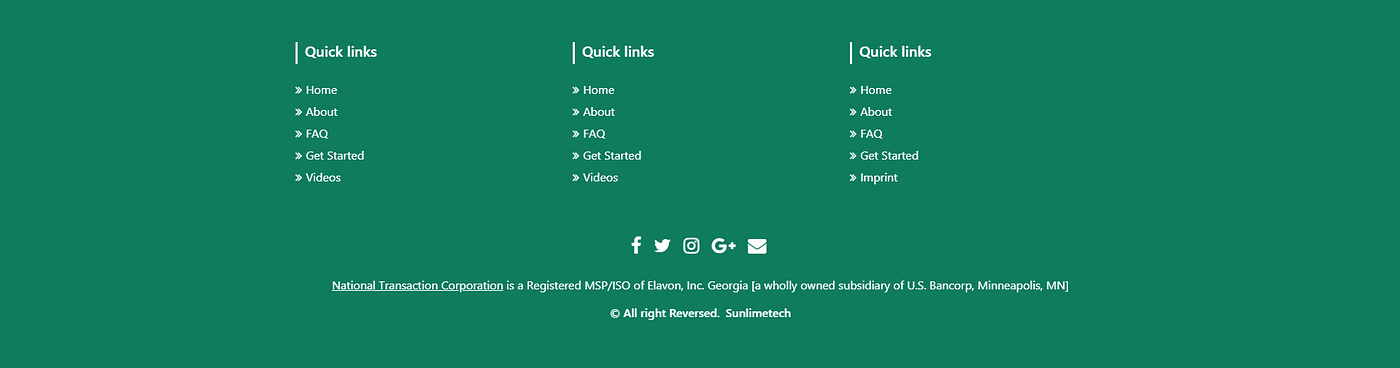 Quick links
» Home
» About
» FAQ
» Get Started
» Videos
Quick links
» Home
» About
» FAQ
» Get Started
» Videos
Quick links
» Home
» About
» FAQ
» Get Started
» Imprint
National Transaction Corporation is a Registered MSP/ISO of Elavon, Inc. Georgia [a wholly owned subsidiary of U.S. Bancorp, Minneapolis, MN]
© All right Reversed. Sunlimetech